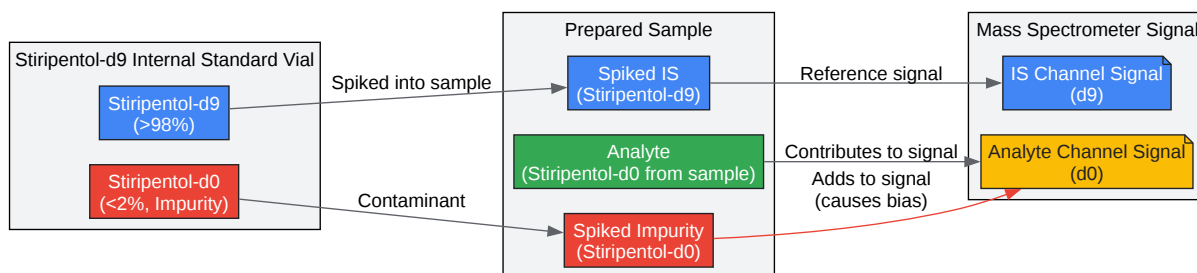 Stiripentol-d9 Internal Standard Vial
Stiripentol-d9
(>98%)
Stiripentol-d0
(<2%, Impurity)
Spiked into sample
Contaminant
Prepared Sample
Spiked IS
(Stiripentol-d9)
Analyte
(Stiripentol-d0 from sample)
Spiked Impurity
(Stiripentol-d0)
Reference signal
Contributes to signal
Adds to signal
(causes bias)
Mass Spectrometer Signal
IS Channel Signal
(d9)
Analyte Channel Signal
(d0)